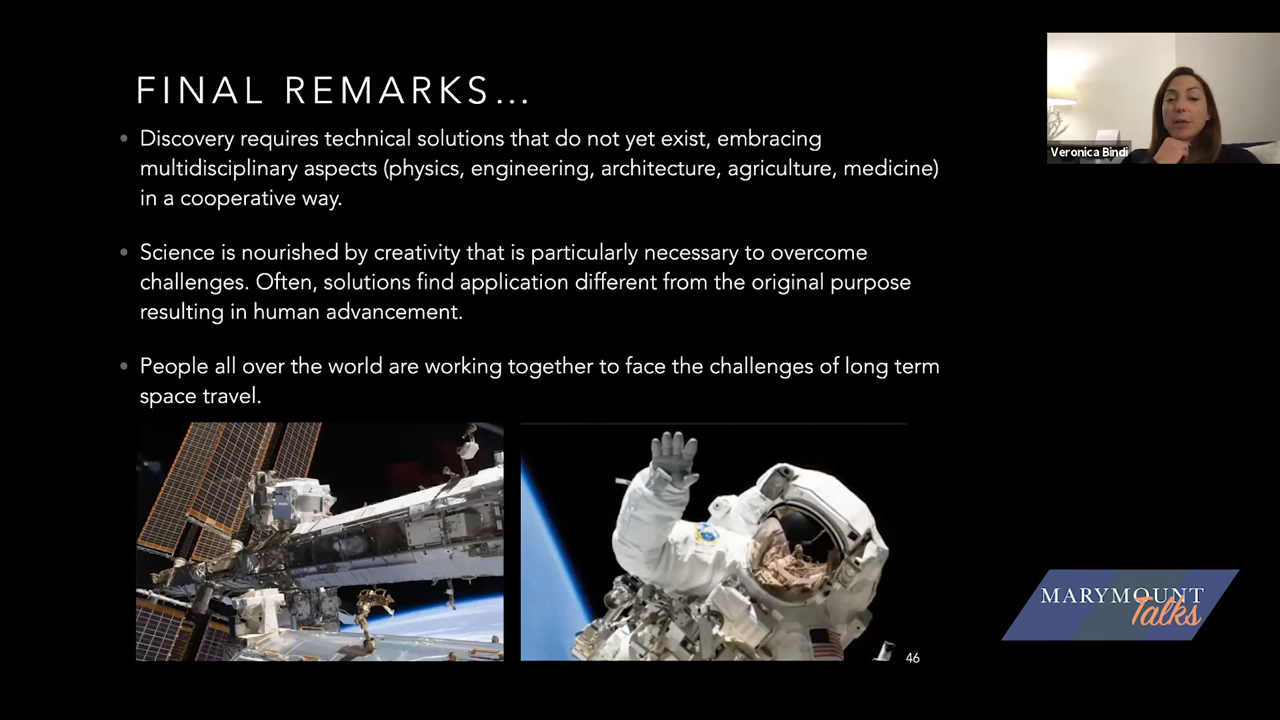 FINAL REMARKS...
Discovery requires technical solutions that do not yet exist, embracing
multidisciplinary aspects (physics, engineering, architecture, agriculture, medicine)
in a cooperative way.
Science is nourished by creativity that is particularly necessary to overcome
challenges. Often, solutions find application different from the original purpose
resulting in human advancement.
People all over the world are working together to face the challenges of long term
space travel.
46
Veronica Bindi
MARYMOUNT
Talks